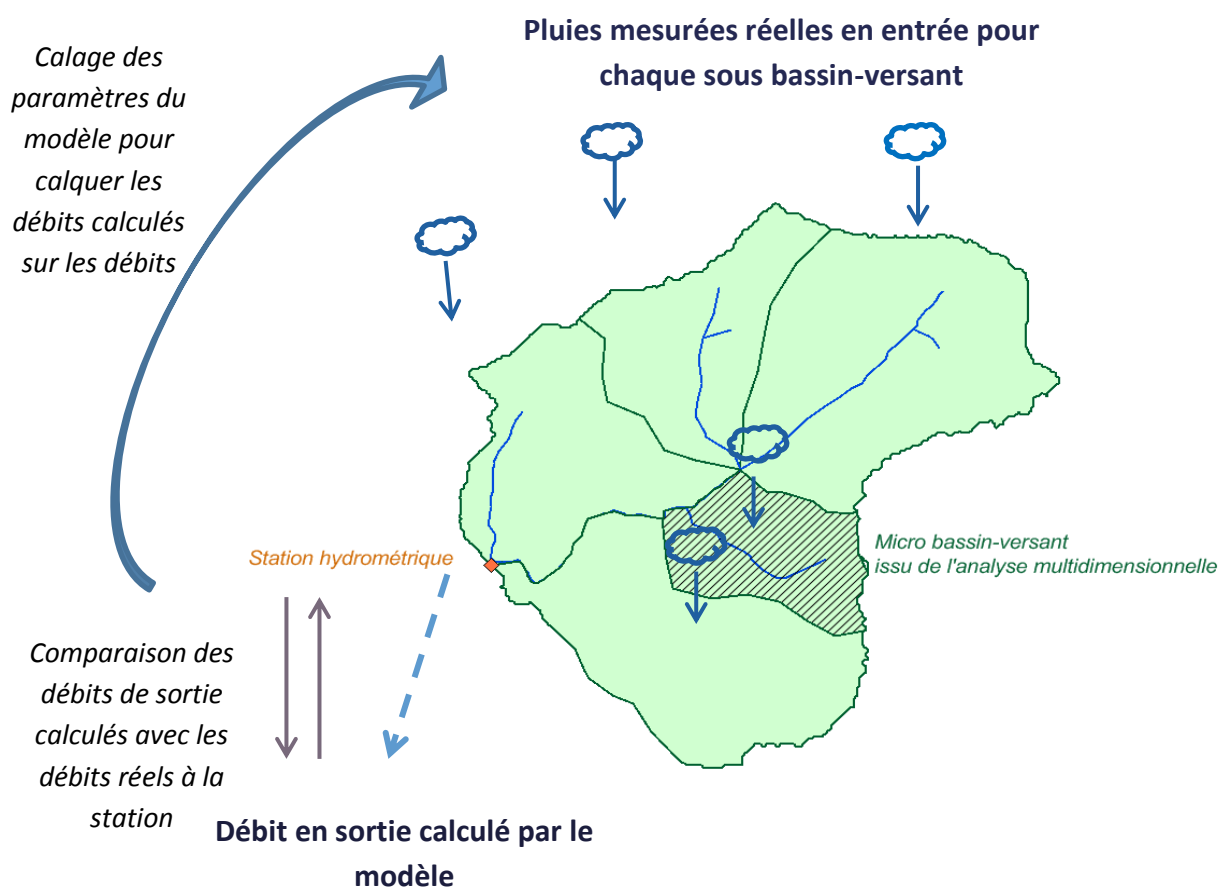 Pluies mesurées réelles en entrée pour
chaque sous bassin-versant
Calage des
paramètres du
modèle pour
calquer les
débits calculés
sur les débits
Station hydrométrique
Micro bassin-versant
issu de l'analyse multidimensionnelle
Comparaison des
débits de sortie
calculés avec les
débits réels à la
station
Débit en sortie calculé par le
modèle